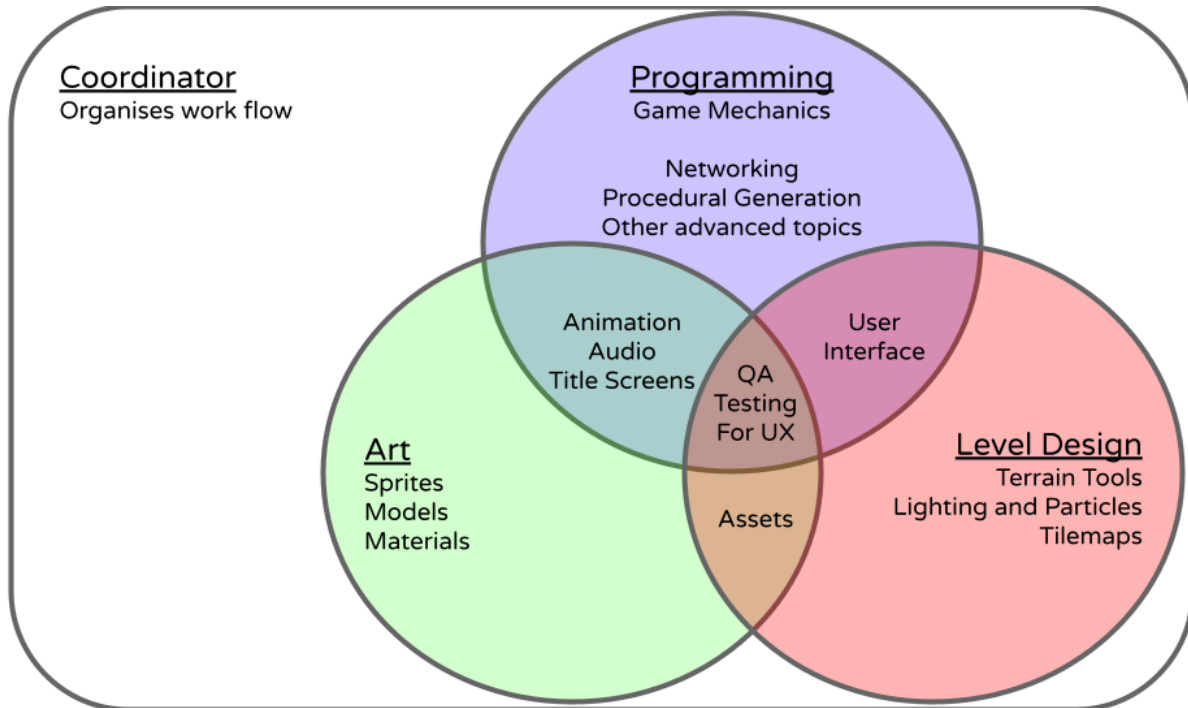 Coordinator
Organises work flow
Programming
Game Mechanics
Networking
Procedural Generation
Other advanced topics
Animation
Audio
Title Screens
User
Interface
QA
Testing
For UX
Art
Sprites
Models
Materials
Level Design
Terrain Tools
Lighting and Particles
Tilemaps
Assets